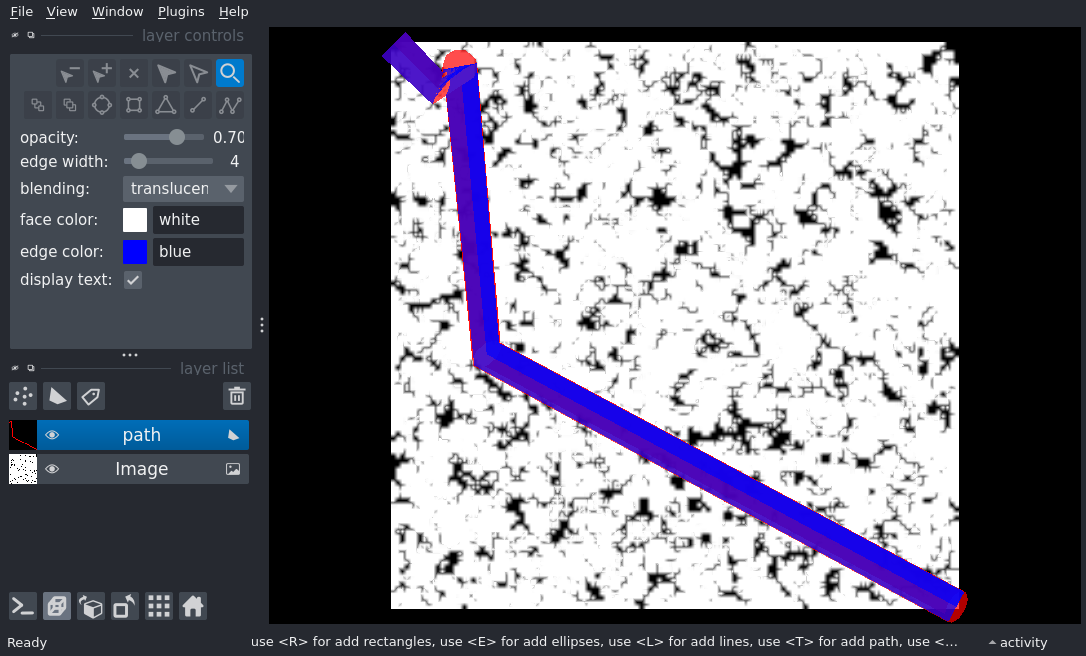 File View Window Plugins Help
layer controls
opacity: 0.70
edge width: 4
blending: translucen
face color: white
edge color: blue
display text:
layer list
path
Image
Ready use <R> for add rectangles, use <E> for add ellipses, use <L> for add lines, use <T> for add path, use <... activity